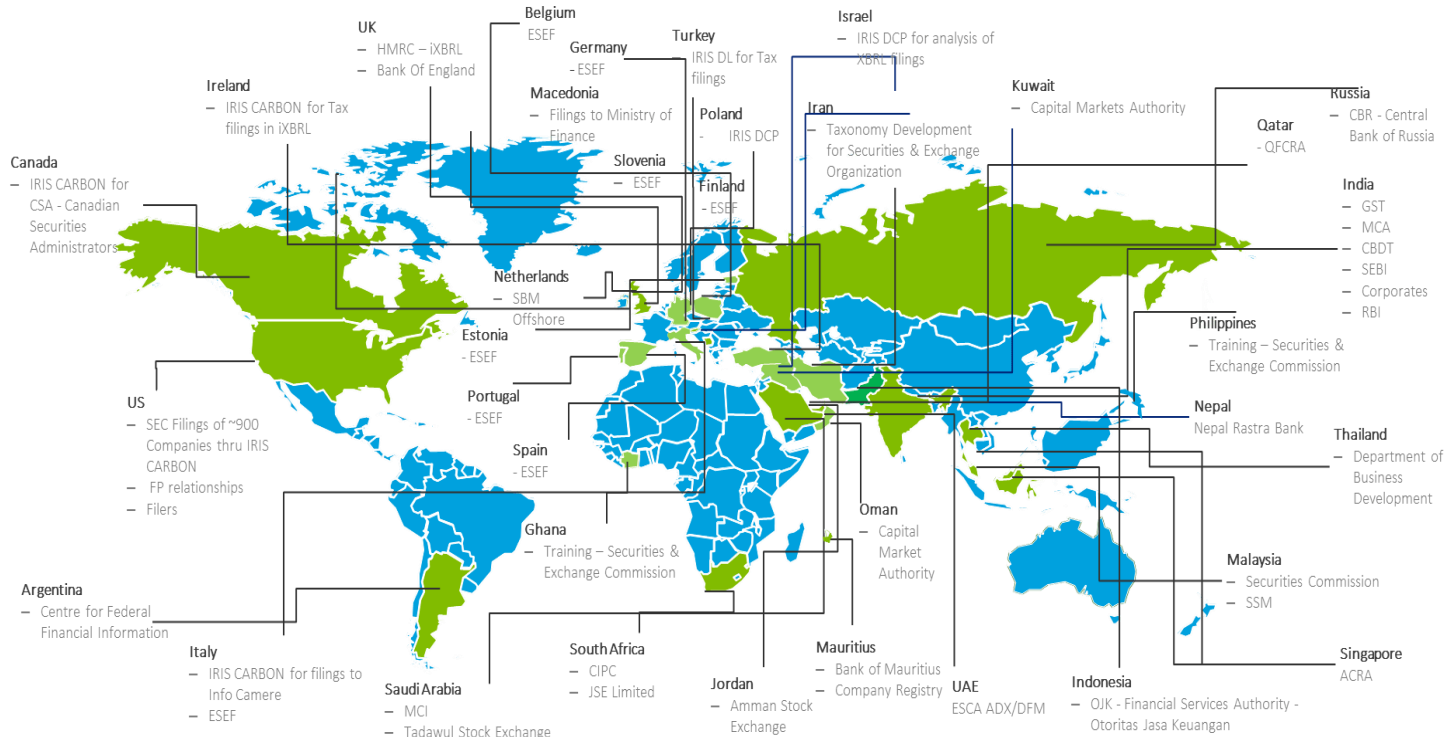 Belgium
ESEF
UK
– HMRC – iXBRL
– Bank Of England
Germany
- ESEF
Turkey
– IRIS DL for Tax
filings
Israel
– IRIS DCP for analysis of
XBRL filings
Ireland
– IRIS CARBON for Tax
filings in iXBRL
Macedonia
– Filings to Ministry of
Finance
Poland
- IRIS DCP
Iran
– Taxonomy Development
for Securities & Exchange
Organization
Kuwait
– Capital Markets Authority
Russia
– CBR - Central
Bank of Russia
Qatar
- QFCRA
Canada
– IRIS CARBON for
CSA - Canadian
Securities
Administrators
Slovenia
– ESEF
Finland
- ESEF
India
– GST
– MCA
– CBDT
– SEBI
– Corporates
– RBI
Netherlands
– SBM
Offshore
Estonia
- ESEF
Philippines
– Training – Securities &
Exchange Commission
Portugal
- ESEF
US
– SEC Filings of ~900
Companies thru IRIS
CARBON
– FP relationships
– Filers
Spain
- ESEF
Nepal
Nepal Rastra Bank
Thailand
– Department of
Business
Development
Ghana
– Training – Securities &
Exchange Commission
Oman
– Capital
Market
Authority
Malaysia
– Securities Commission
– SSM
Argentina
– Centre for Federal
Financial Information
Italy
– IRIS CARBON for filings to
Info Camere
– ESEF
Saudi Arabia
– MCI
– Tadawul Stock Exchange
South Africa
– CIPC
– JSE Limited
Jordan
– Amman Stock
Exchange
Mauritius
– Bank of Mauritius
– Company Registry
UAE
ESCA ADX/DFM
Indonesia
– OJK - Financial Services Authority -
Otoritas Jasa Keuangan
Singapore
ACRA